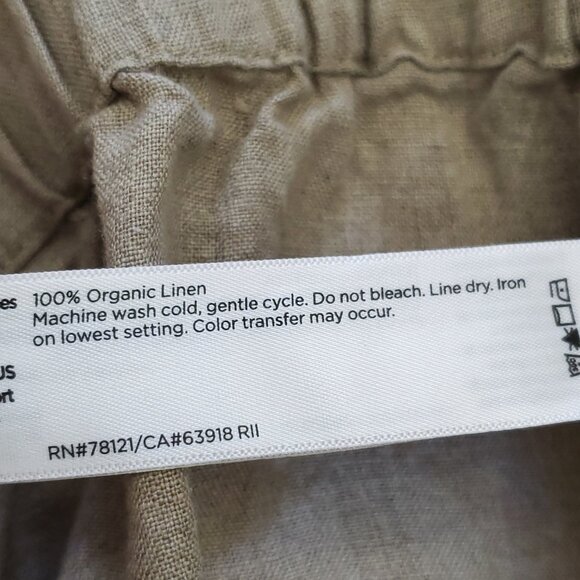 es 100% Organic Linen
Machine wash cold, gentle cycle. Do not bleach. Line dry. Iron
on lowest setting. Color transfer may occur.
US
ort
RN#78121/CA#63918 RII